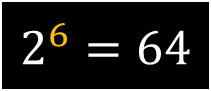 2⁶ = 64